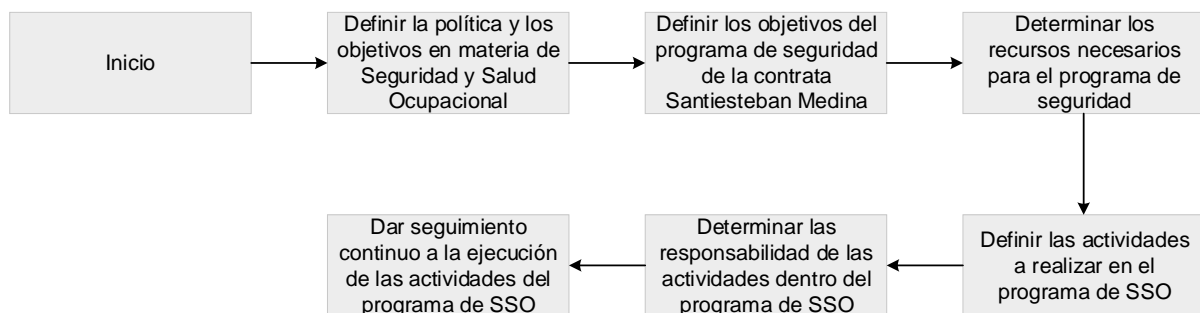 Inicio
Definir la política y los
objetivos en materia de
Seguridad y Salud
Ocupacional
Definir los objetivos del
programa de seguridad
de la contrata
Santiesteban Medina
Determinar los
recursos necesarios
para el programa de
seguridad
Definir las actividades
a realizar en el
programa de SSO
Determinar las
responsabilidad de las
actividades dentro del
programa de SSO
Dar seguimiento
continuo a la ejecución
de las actividades del
programa de SSO